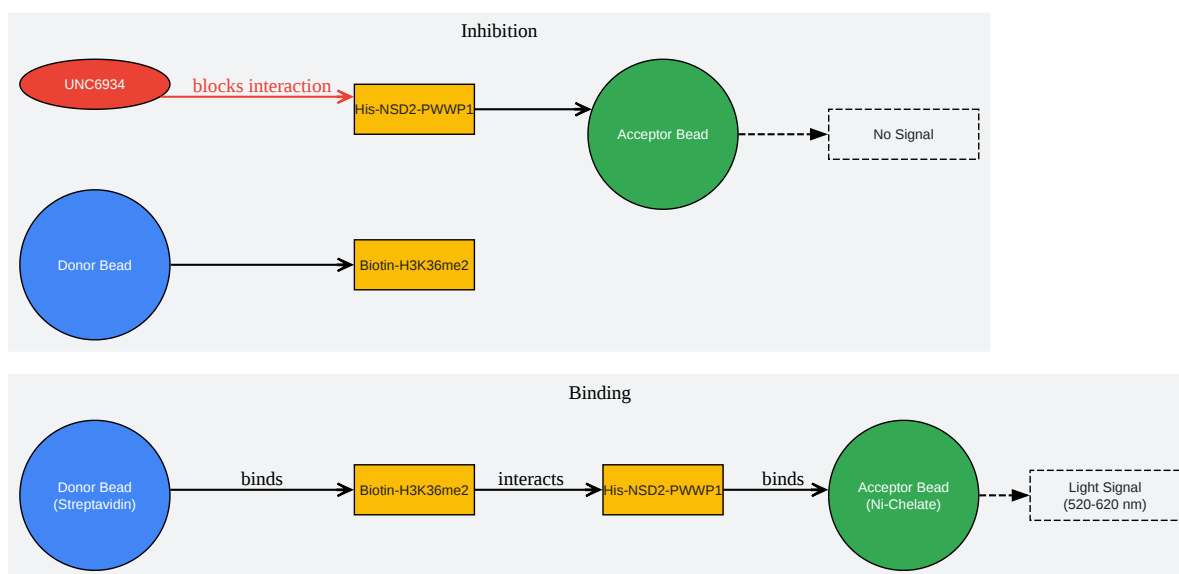 Inhibition
UNC6934
blocks interaction
His-NSD2-PWWP1
Acceptor Bead
No Signal
Donor Bead
Biotin-H3K36me2
Binding
Donor Bead
(Streptavidin)
binds
Biotin-H3K36me2
interacts
His-NSD2-PWWP1
binds
Acceptor Bead
(Ni-Chelate)
Light Signal
(520-620 nm)